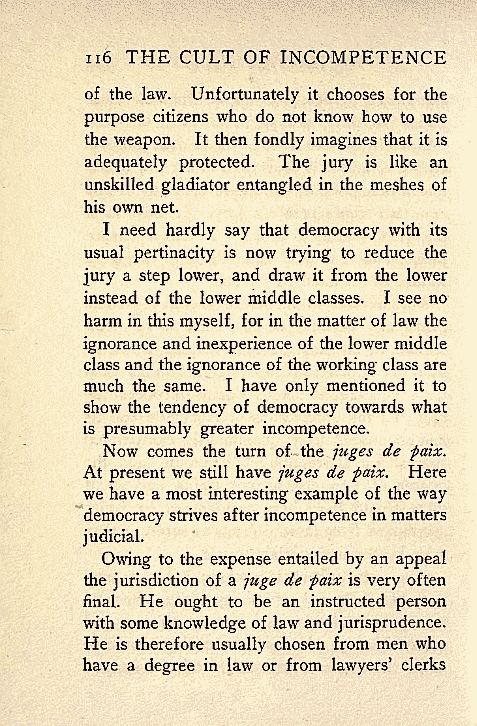 116 THE CULT OF INCOMPETENCE
of the law. Unfortunately it chooses for the
purpose citizens who do not know how to use
the weapon. It then fondly imagines that it is
adequately protected. The jury is like an
unskilled gladiator entangled in the meshes of
his own net.
I need hardly say that democracy with its
usual pertinacity is now trying to reduce the
jury a step lower, and draw it from the lower
instead of the lower middle classes. I see no
harm in this myself, for in the matter of law the
ignorance and inexperience of the lower middle
class and the ignorance of the working class are
much the same. I have only mentioned it to
show the tendency of democracy towards what
is presumably greater incompetence.
Now comes the turn of the juges de paix.
At present we still have juges de paix. Here
we have a most interesting example of the way
democracy strives after incompetence in matters
judicial.
Owing to the expense entailed by an appeal
the jurisdiction of a juge de paix is very often
final. He ought to be an instructed person
with some knowledge of law and jurisprudence.
He is therefore usually chosen from men who
have a degree in law or from lawyers' clerks